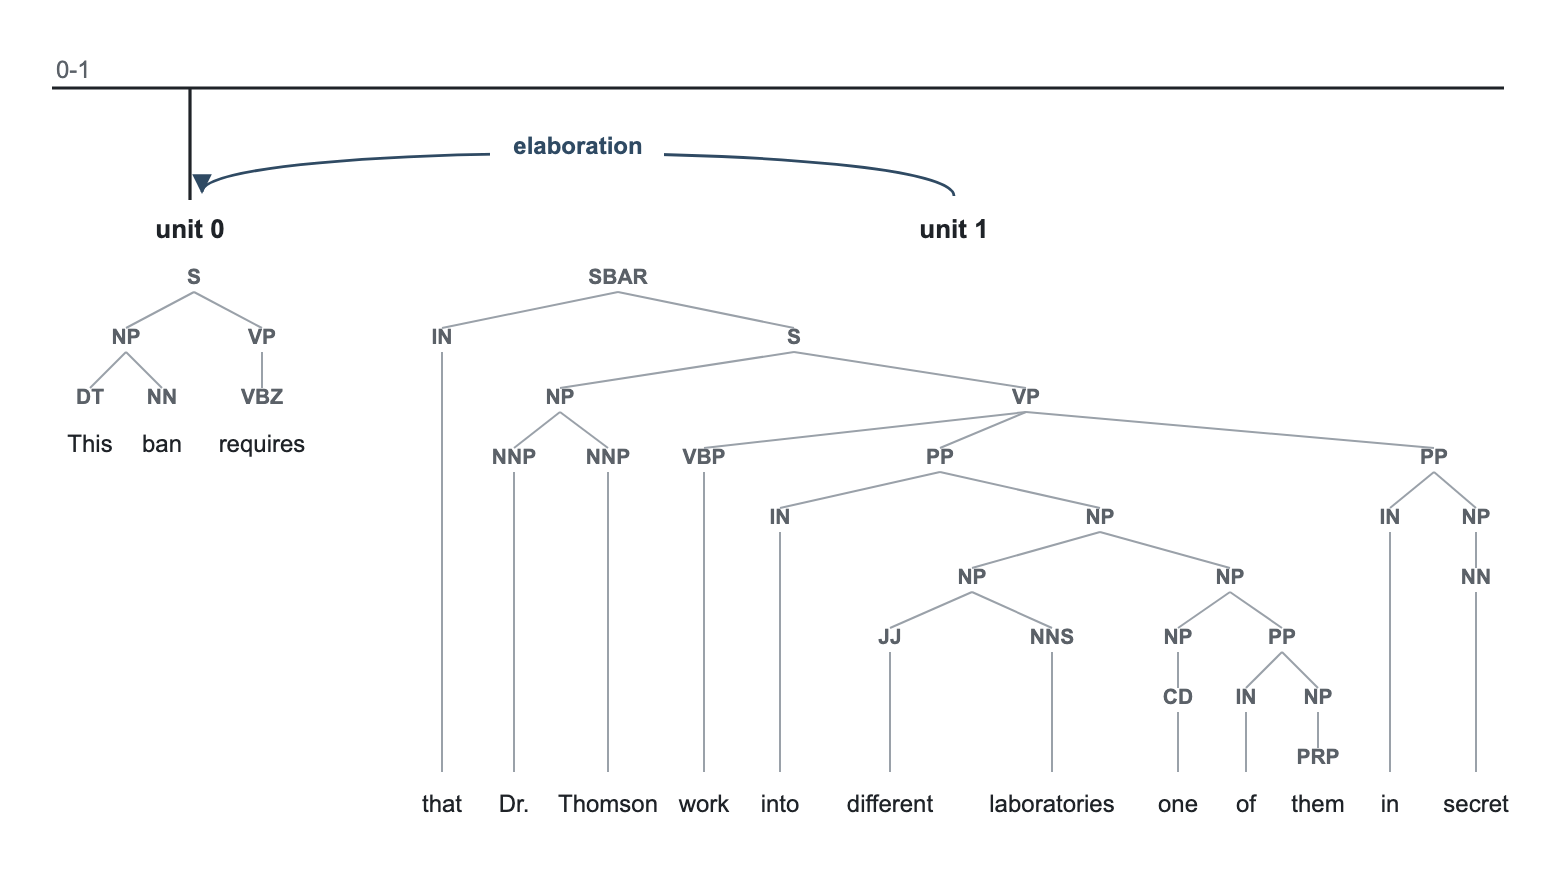 0-1
elaboration
unit 0 unit 1
S SBAR
NP VP IN S
DT NN VBZ NP VP
This ban requires
NNP NNP VBP PP PP
IN NP IN NP
NP NP NN
JJ NNS NP PP
CD IN NP
PRP
that Dr. Thomson work into different laboratories one of them in secret